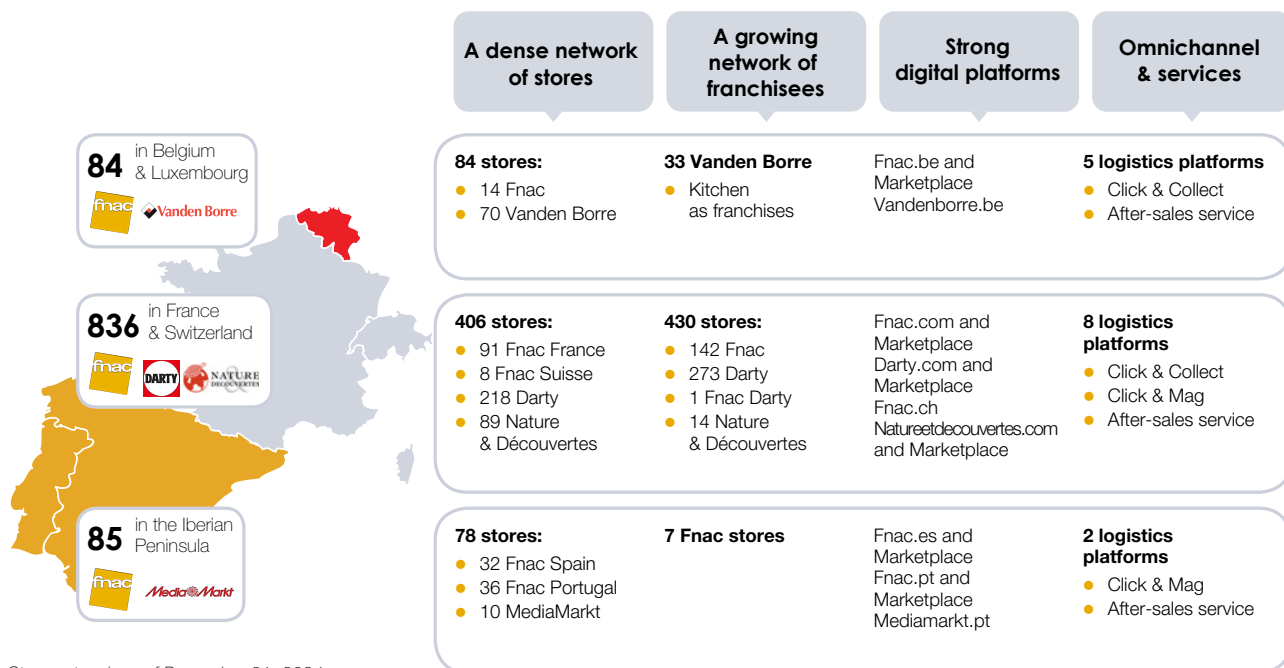 A dense network
of stores
A growing
network of
franchisees
Strong
digital platforms
Omnichannel
& services
84
in Belgium
& Luxembourg
fnac
Vanden Borre
84 stores:
14 Fnac
70 Vanden Borre
33 Vanden Borre
Kitchen
as franchises
Fnac.be and
Marketplace
Vandenborre.be
5 logistics platforms
Click & Collect
After-sales service
836
in France
& Switzerland
fnac
DARTY
NATURE
&
DECOUVERTES
406 stores:
91 Fnac France
8 Fnac Suisse
218 Darty
89 Nature
& Découvertes
430 stores:
142 Fnac
273 Darty
1 Fnac Darty
14 Nature
& Découvertes
Fnac.com and
Marketplace
Darty.com and
Marketplace
Fnac.ch
Natureetdecouvertes.com
and Marketplace
8 logistics
platforms
Click & Collect
Click & Mag
After-sales service
85
in the Iberian
Peninsula
fnac
MediaMarkt
78 stores:
32 Fnac Spain
36 Fnac Portugal
10 MediaMarkt
7 Fnac stores
Fnac.es and
Marketplace
Fnac.pt and
Marketplace
Mediamarkt.pt
2 logistics
platforms
Click & Mag
After-sales service